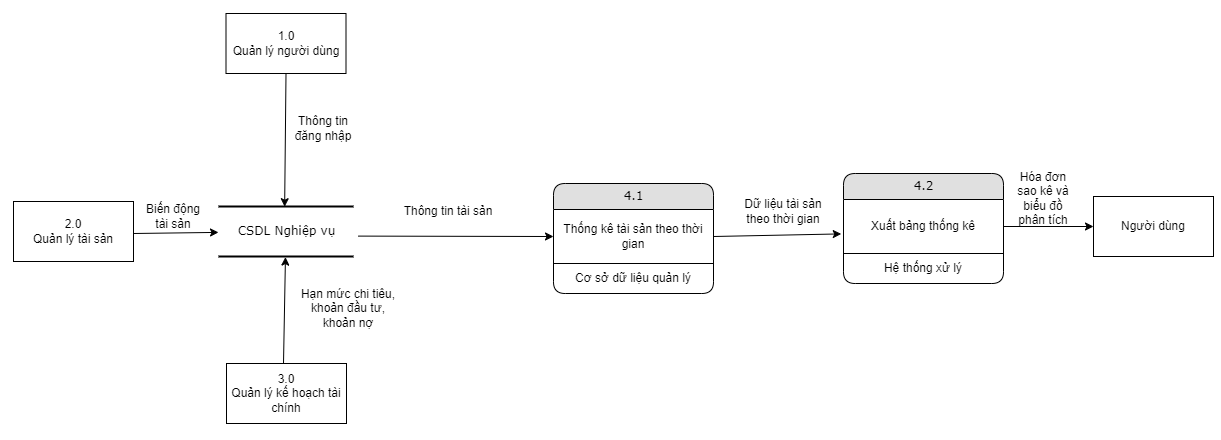 1.0
Quản lý người dùng
Thông tin
đăng nhập
2.0
Quản lý tài sản
Biến động
tài sản
CSDL Nghiệp vụ
Thông tin tài sản
4.1
Thống kê tài sản theo thời
gian
Cơ sở dữ liệu quản lý
Dữ liệu tài sản
theo thời gian
4.2
Xuất bảng thống kê
Hệ thống xử lý
Hóa đơn
sao kê và
biểu đồ
phân tích
Người dùng
Hạn mức chi tiêu,
khoản đầu tư,
khoản nợ
3.0
Quản lý kế hoạch tài
chính